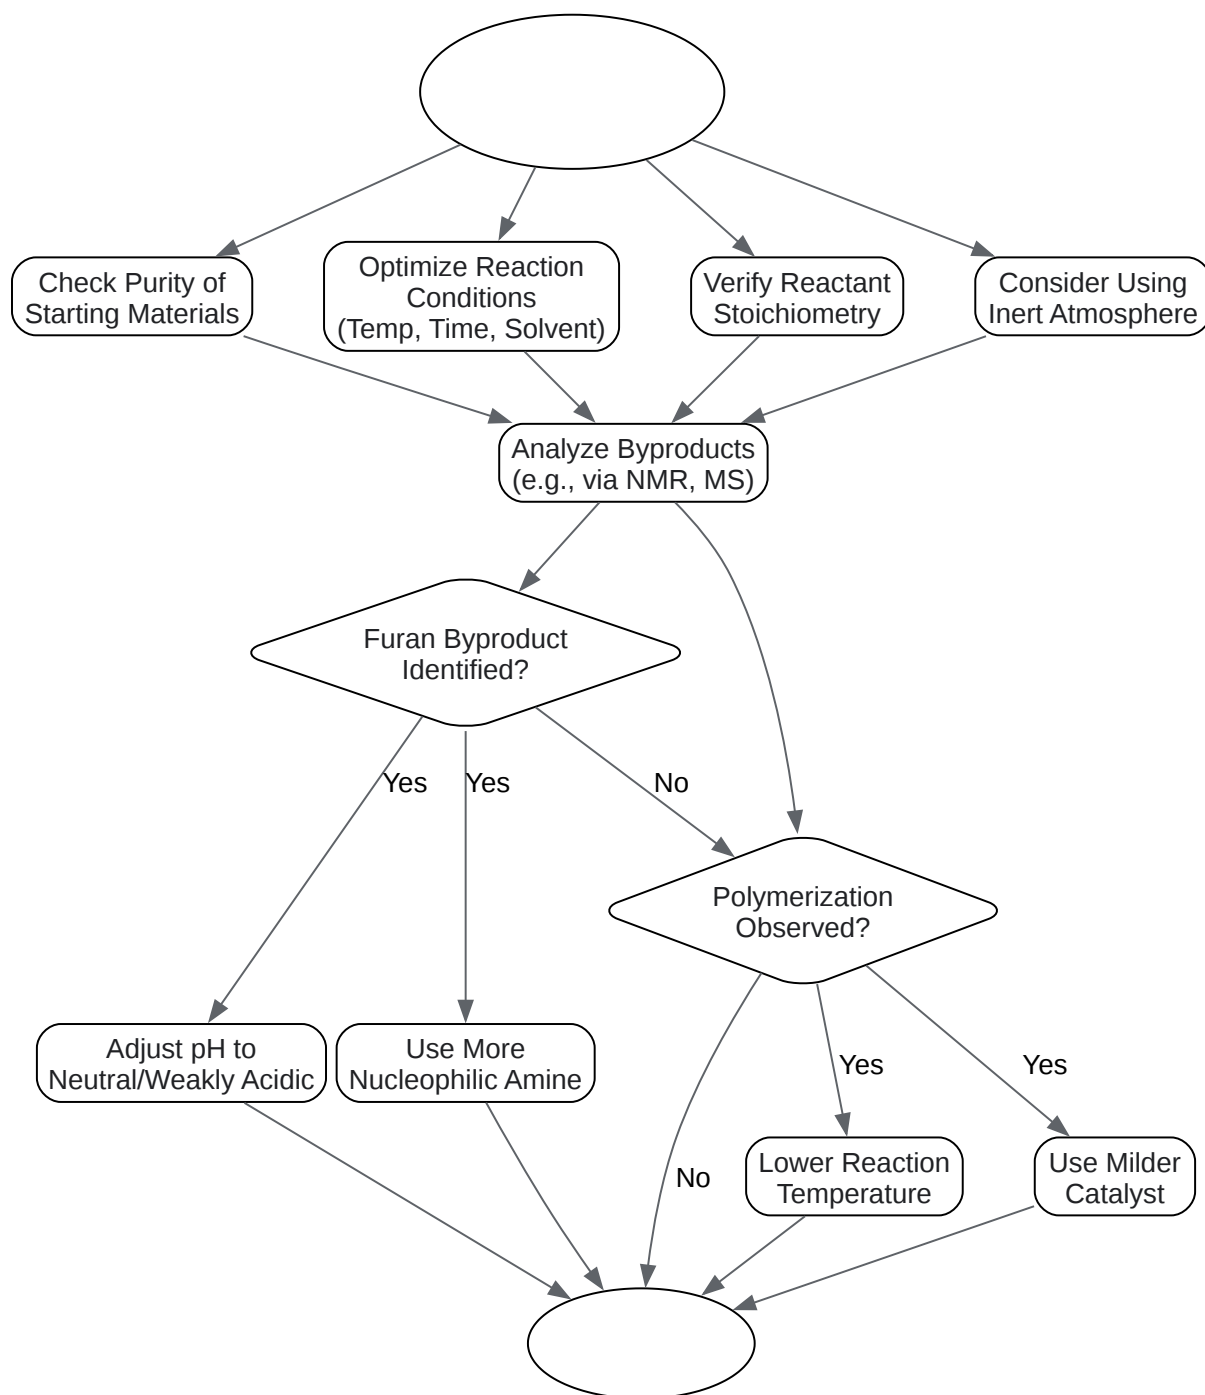 Check Purity of
Starting Materials
Optimize Reaction
Conditions
(Temp, Time, Solvent)
Verify Reactant
Stoichiometry
Consider Using
Inert Atmosphere
Analyze Byproducts
(e.g., via NMR, MS)
Furan Byproduct
Identified?
Yes
Yes
No
Polymerization
Observed?
Adjust pH to
Neutral/Weakly Acidic
Use More
Nucleophilic Amine
Yes
Yes
No
Lower Reaction
Temperature
Use Milder
Catalyst